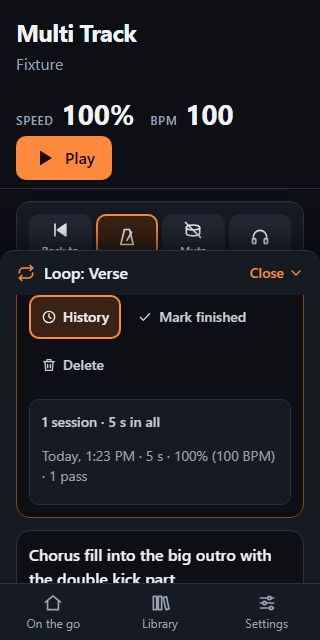 Multi Track
Fixture
SPEED 100% BPM 100
Play
Loop: Verse
Close
History
Mark finished
Delete
1 session · 5 s in all
Today, 1:23 PM · 5 s · 100% (100 BPM)
· 1 pass
Chorus fill into the big outro with
the double kick part
On the go
Library
Settings